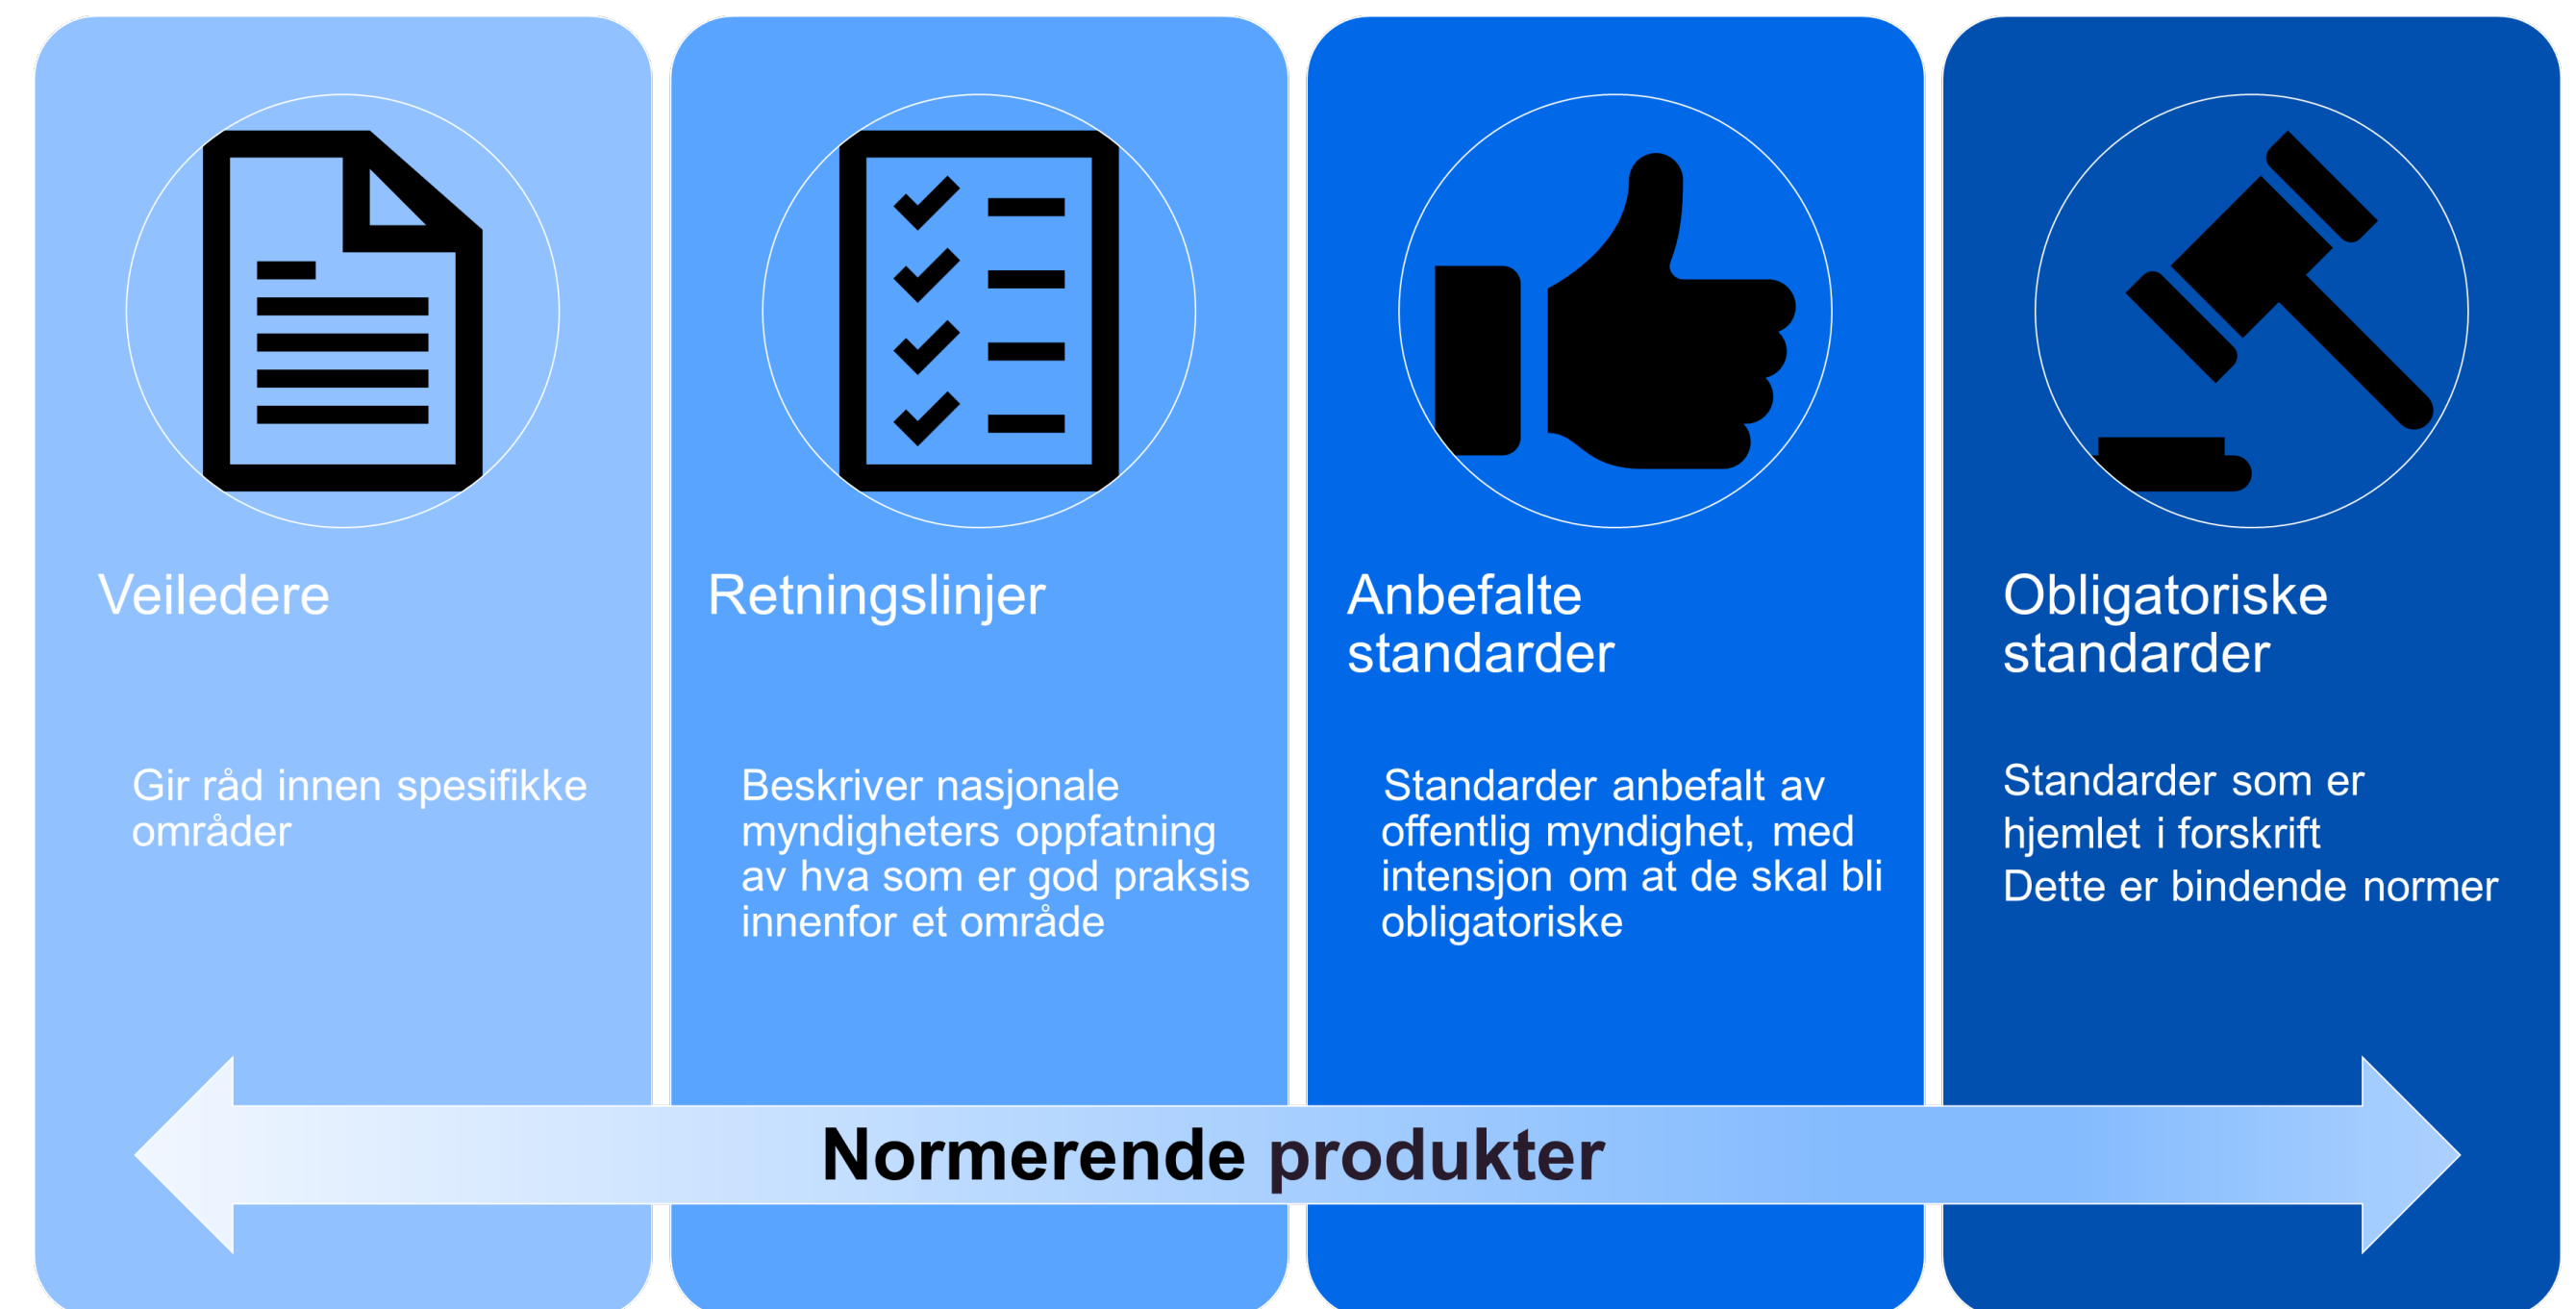 Veiledere
Gir råd innen spesifikke
områder
Retningslinjer
Beskriver nasjonale
myndigheters oppfatning
av hva som er god praksis
innenfor et område
Anbefalte
standarder
Standarder anbefalt av
offentlig myndighet, med
intensjon om at de skal bli
obligatoriske
Obligatoriske
standarder
Standarder som er
hjemlet i forskrift
Dette er bindende normer
Normerende produkter